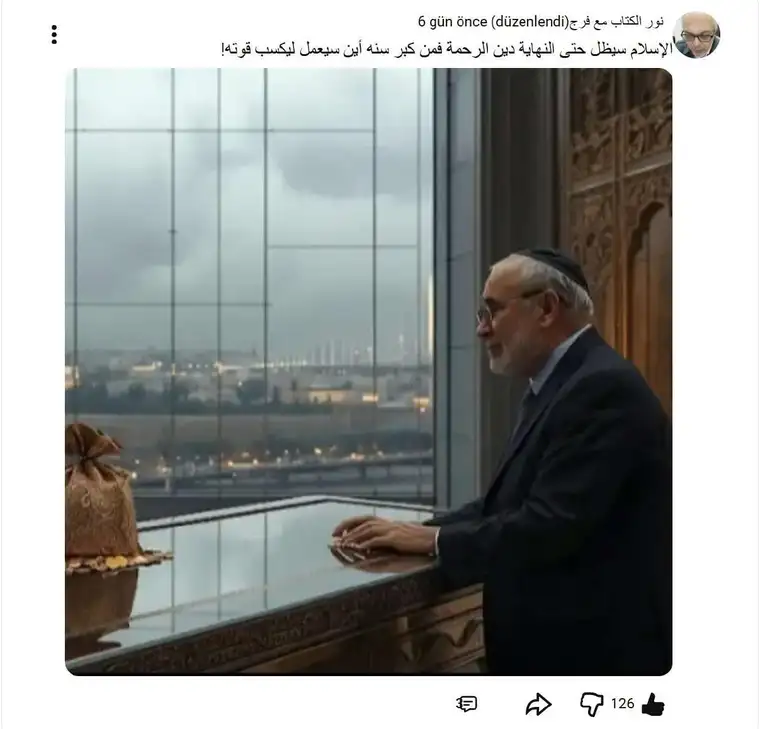 نور الكتاب مع فرج(düzenlendi) 6 gün önce
الإسلام سيظل حتى النهاية دين الرحمة فمن كبر سنه أين سيعمل ليكسب قوته!
126
3